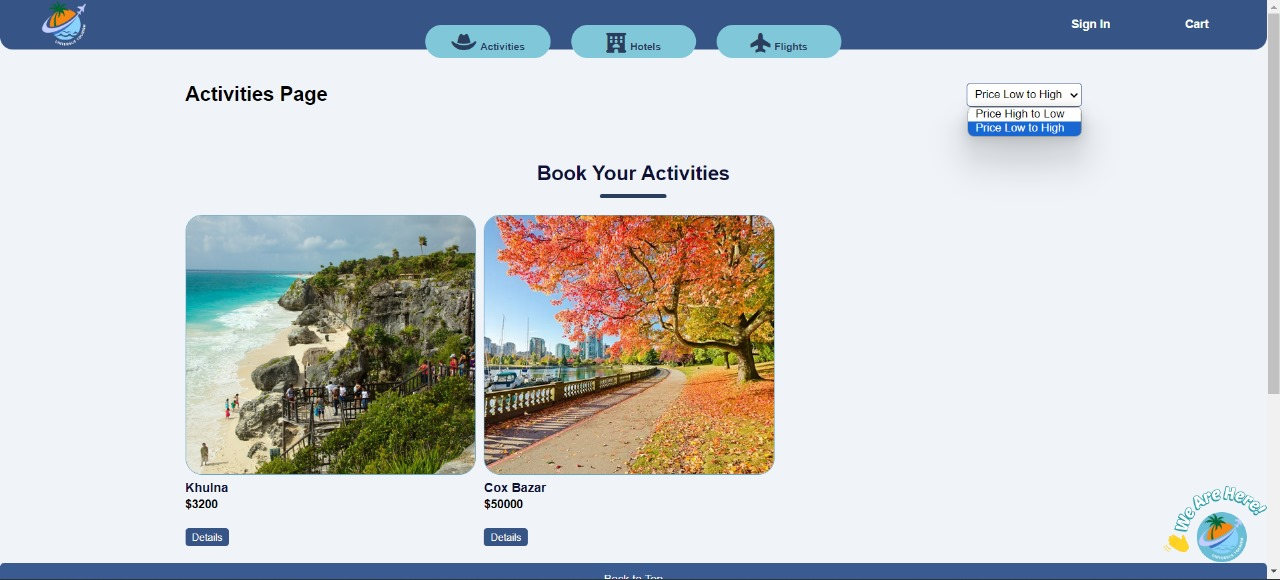 Sign In
Cart
Activities
Hotels
Flights
Activities Page
Price Low to High
Price High to Low
Price Low to High
Book Your Activities
Khulna
$3200
Details
Cox Bazar
$50000
Details
We Are Here!
Back to Top